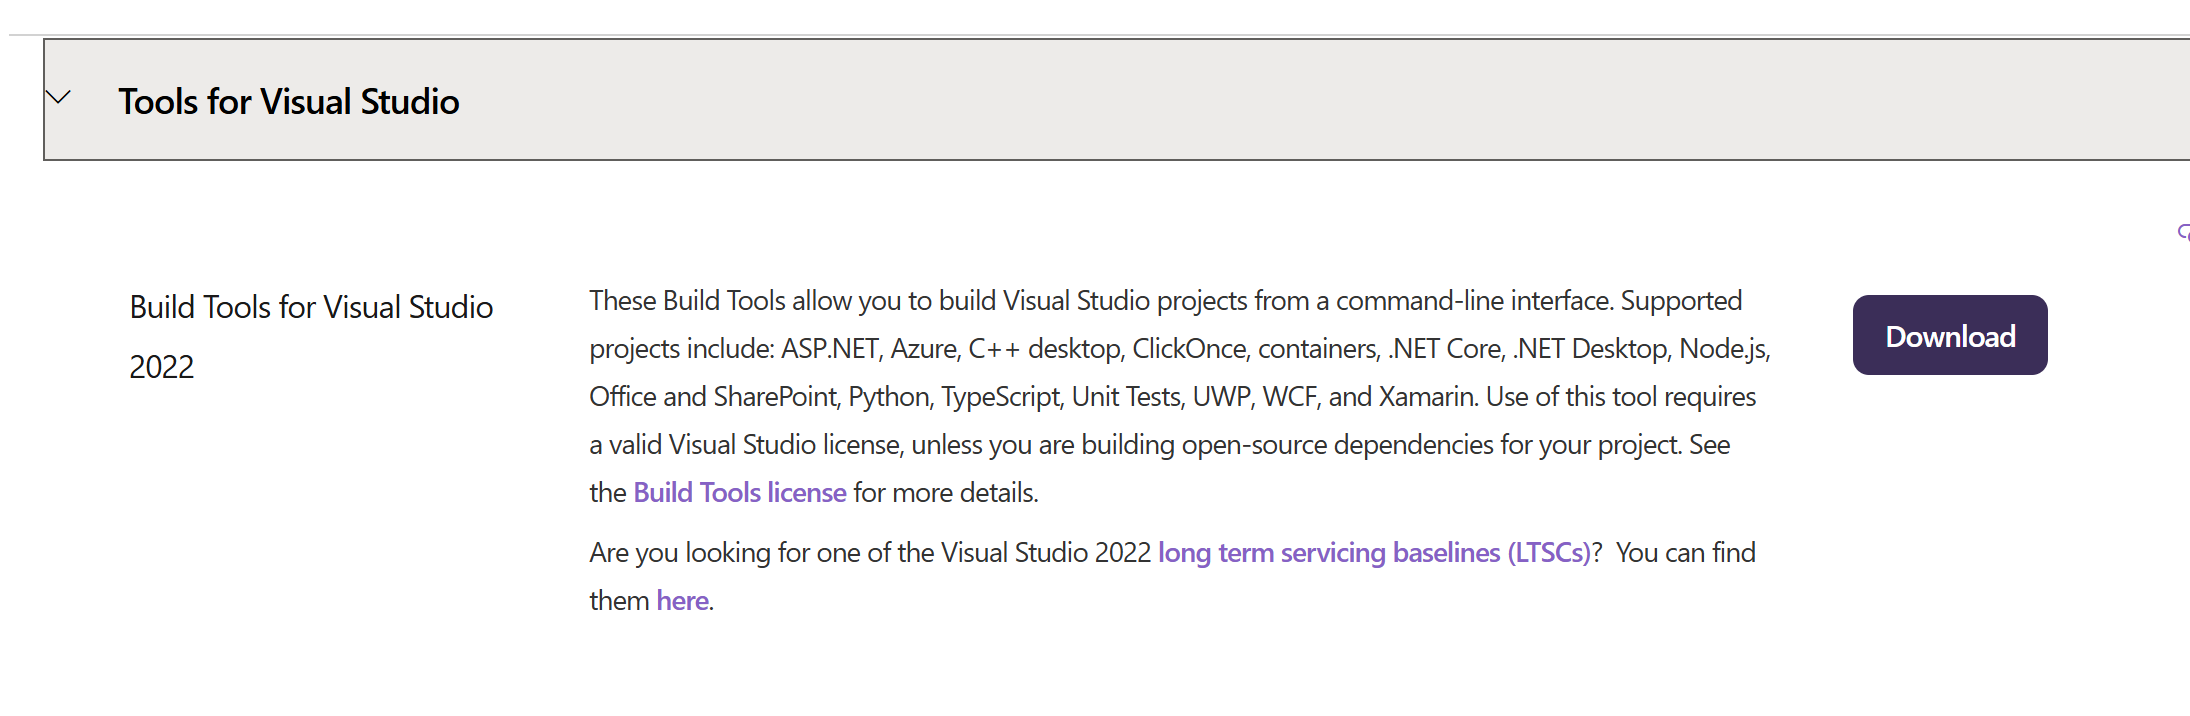 Tools for Visual Studio
Build Tools for Visual Studio
2022
These Build Tools allow you to build Visual Studio projects from a command-line interface. Supported
projects include: ASP.NET, Azure, C++ desktop, ClickOnce, containers, .NET Core, .NET Desktop, Node.js,
Office and SharePoint, Python, TypeScript, Unit Tests, UWP, WCF, and Xamarin. Use of this tool requires
a valid Visual Studio license, unless you are building open-source dependencies for your project. See
the Build Tools license for more details.
Are you looking for one of the Visual Studio 2022 long term servicing baselines (LTSCs)?  You can find
them here.
Download